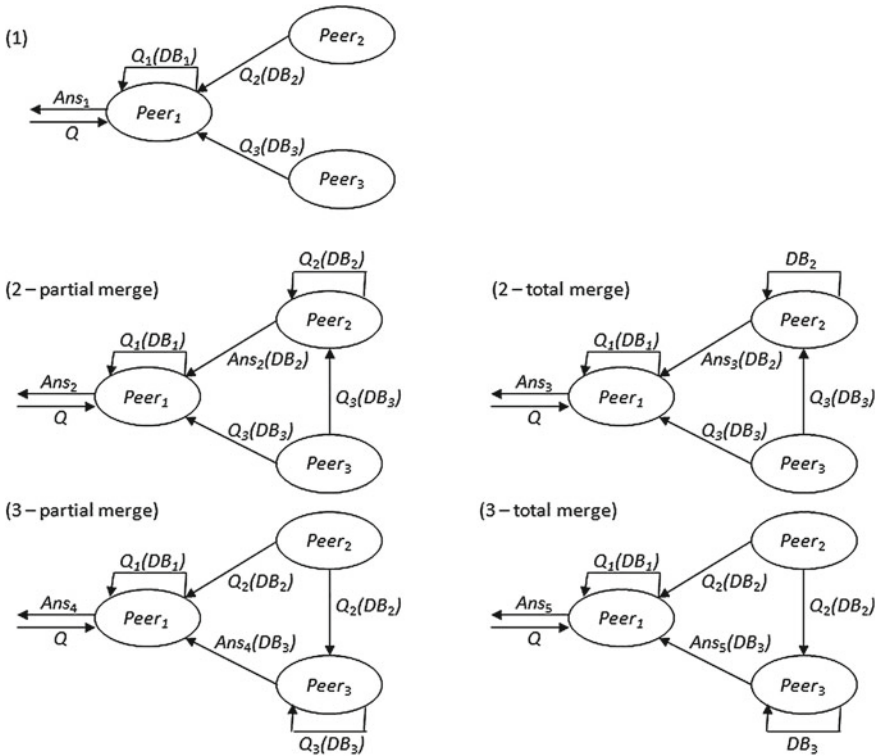 (1)
Peer₂
Q₁(DB₁)
Q₂(DB₂)
Ans₁
Peer₁
Q
Q₃(DB₃)
Peer₃
(2 – partial merge)
Q₂(DB₂)
Peer₂
Q₁(DB₁)
Ans₂(DB₂)
Ans₂
Peer₁
Q₃(DB₃)
Q
Q₃(DB₃)
Peer₃
(2 – total merge)
DB₂
Peer₂
Q₁(DB₁)
Ans₃(DB₂)
Ans₃
Peer₁
Q₃(DB₃)
Q
Q₃(DB₃)
Peer₃
(3 – partial merge)
Peer₂
Q₁(DB₁)
Q₂(DB₂)
Ans₄
Peer₁
Q₂(DB₂)
Q
Ans₄(DB₃)
Peer₃
Q₃(DB₃)
(3 – total merge)
Peer₂
Q₁(DB₁)
Q₂(DB₂)
Ans₅
Peer₁
Q₂(DB₂)
Q
Ans₅(DB₃)
Peer₃
DB₃